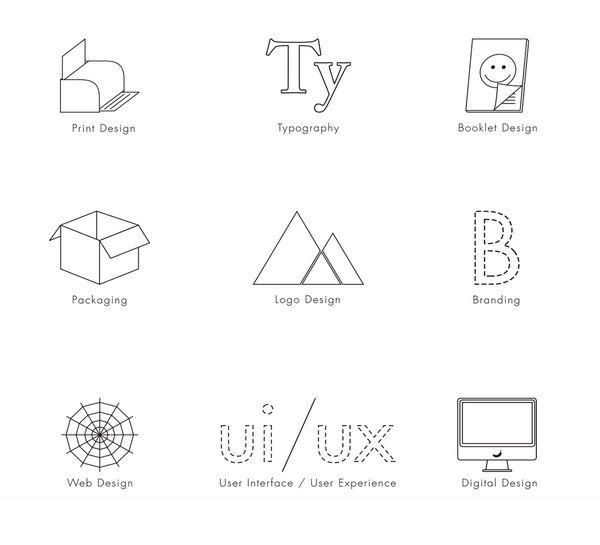 Ty
Print Design
Typography
Booklet Design
B
Packaging
Logo Design
Branding
ui/ux
Web Design
User Interface / User Experience
Digital Design